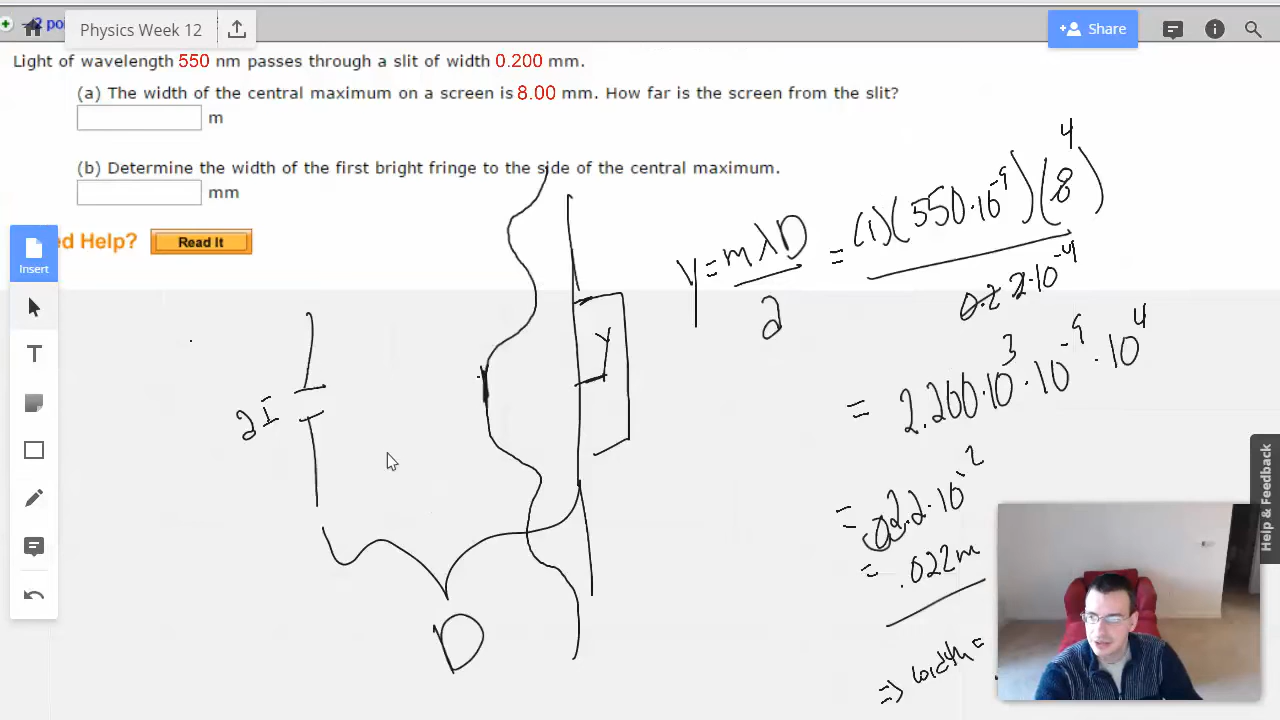 Physics Week 12
Share
Light of wavelength 550 nm passes through a slit of width 0.200 mm.
(a) The width of the central maximum on a screen is 8.00 mm. How far is the screen from the slit?
m
(b) Determine the width of the first bright fringe to the side of the central maximum.
mm
ed Help? Read It
Insert
T
y = mλD / a = (1)(550·10⁻⁹)(8⁴) / 0.2 2·10⁻⁴
= 2.200·10³·10⁻⁹·10⁴
= 2.2·10⁻²
= .022m
⇒ width =
Y
D
Help & Feedback